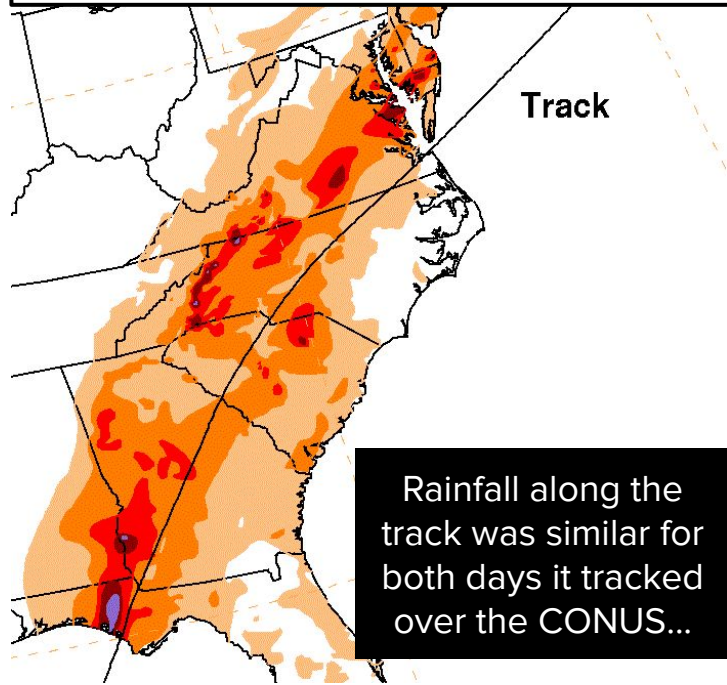 Track
Rainfall along the
track was similar for
both days it tracked
over the CONUS...